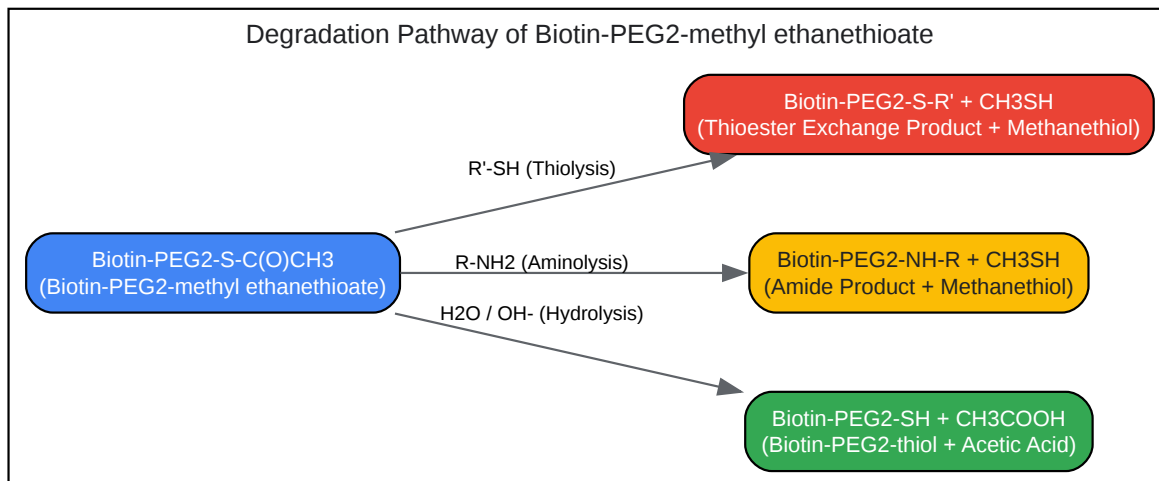 Degradation Pathway of Biotin-PEG2-methyl ethanethioate
Biotin-PEG2-S-R' + CH3SH
(Thioester Exchange Product + Methanethiol)
R'-SH (Thiolysis)
Biotin-PEG2-S-C(O)CH3
(Biotin-PEG2-methyl ethanethioate)
R-NH2 (Aminolysis)
Biotin-PEG2-NH-R + CH3SH
(Amide Product + Methanethiol)
H2O / OH- (Hydrolysis)
Biotin-PEG2-SH + CH3COOH
(Biotin-PEG2-thiol + Acetic Acid)